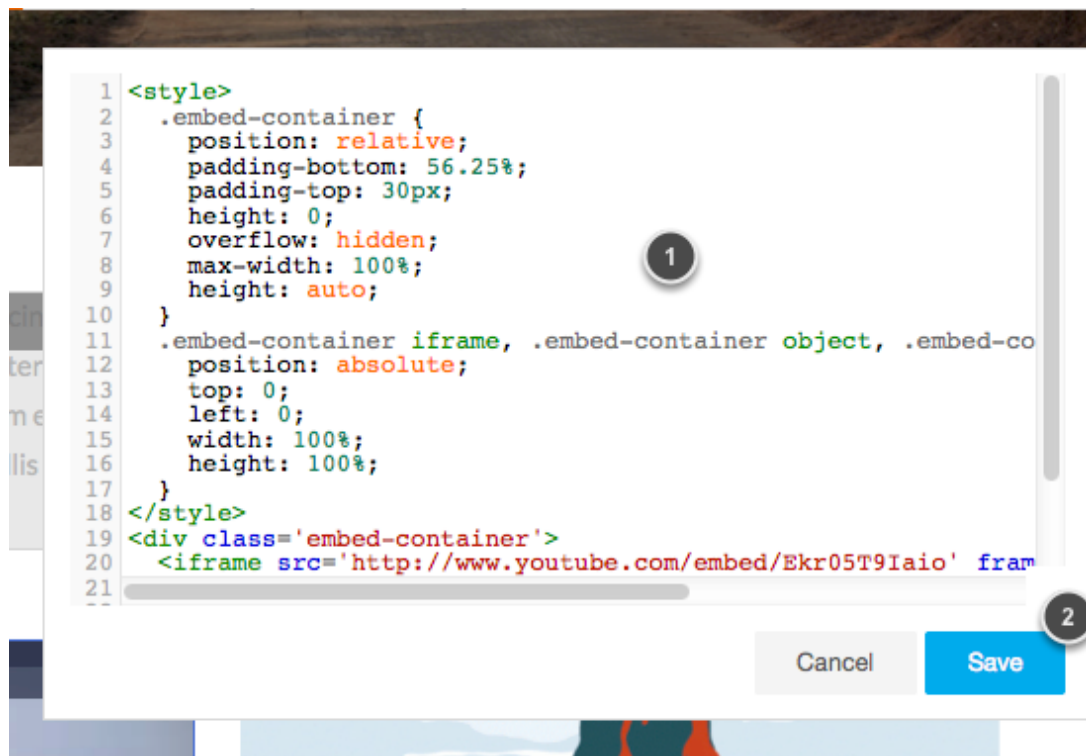 1 <style>
2 .embed-container {
3 position: relative;
4 padding-bottom: 56.25%;
5 padding-top: 30px;
6 height: 0;
7 overflow: hidden;
8 max-width: 100%;
9 height: auto;
10 }
11 .embed-container iframe, .embed-container object, .embed-co
12 position: absolute;
13 top: 0;
14 left: 0;
15 width: 100%;
16 height: 100%;
17 }
18 </style>
19 <div class='embed-container'>
20 <iframe src='http://www.youtube.com/embed/Ekr05T9Iaio' fram
21
1
2
Cancel Save
cin
ter
m e
llis